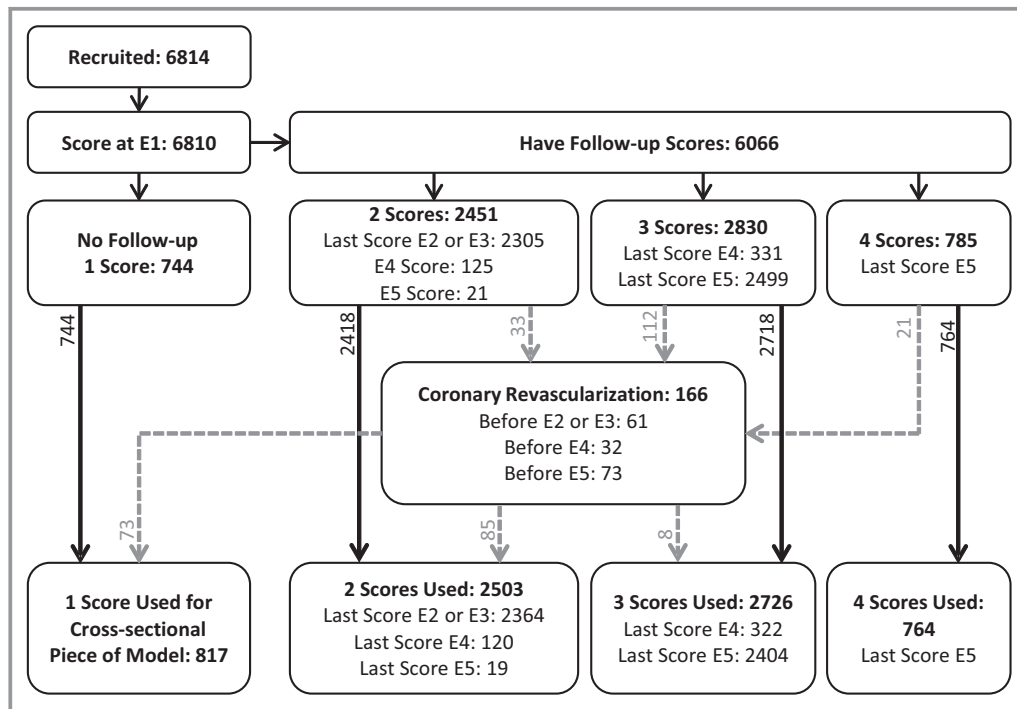 Recruited: 6814
Score at E1: 6810
Have Follow-up Scores: 6066
No Follow-up
1 Score: 744
2 Scores: 2451
Last Score E2 or E3: 2305
E4 Score: 125
E5 Score: 21
3 Scores: 2830
Last Score E4: 331
Last Score E5: 2499
4 Scores: 785
Last Score E5
744
2418
33
112
2718
21
764
Coronary Revascularization: 166
Before E2 or E3: 61
Before E4: 32
Before E5: 73
73
85
8
1 Score Used for
Cross-sectional
Piece of Model: 817
2 Scores Used: 2503
Last Score E2 or E3: 2364
Last Score E4: 120
Last Score E5: 19
3 Scores Used: 2726
Last Score E4: 322
Last Score E5: 2404
4 Scores Used:
764
Last Score E5